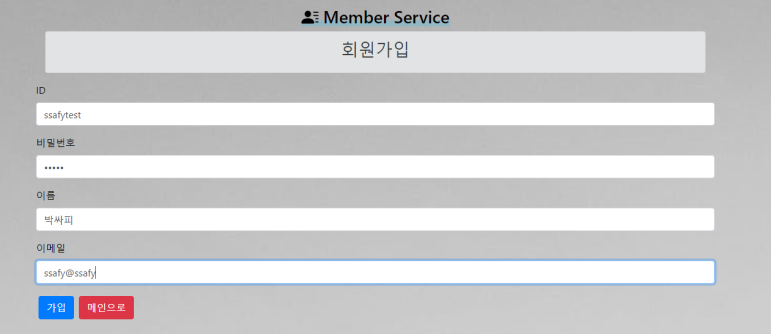 Member Service
회원가입
ID
ssafytest
비밀번호
•••••
이름
박싸피
이메일
ssafy@ssafy
가입 메인으로